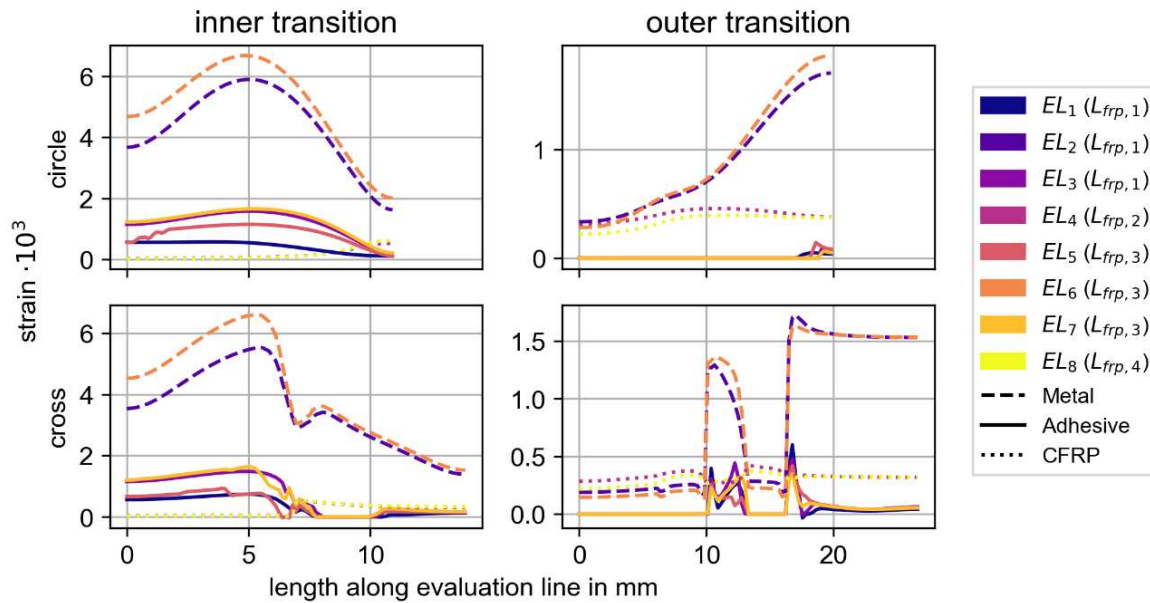 inner transition
outer transition
circle
6
4
2
0
1
0
strain ·10³
cross
6
4
2
0
1.5
1.0
0.5
0.0
0 5 10
0 10 20
length along evaluation line in mm
EL₁ (L_frp,1)
EL₂ (L_frp,1)
EL₃ (L_frp,1)
EL₄ (L_frp,2)
EL₅ (L_frp,3)
EL₆ (L_frp,3)
EL₇ (L_frp,3)
EL₈ (L_frp,4)
Metal
Adhesive
CFRP